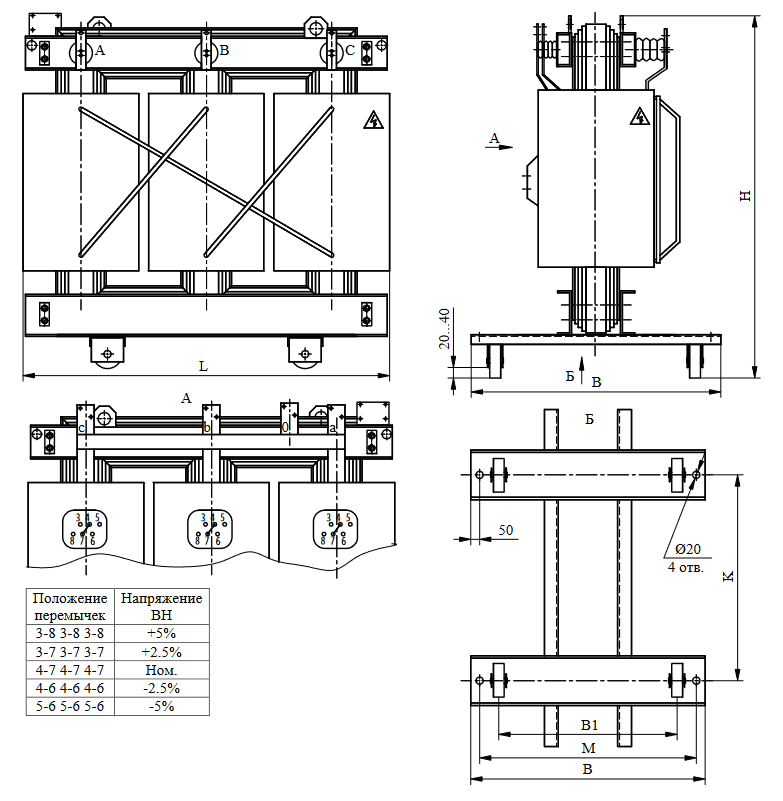 A B C
L
A
H
20...40
Б
B
A
c b 0 a
3 4 5 3 4 5 3 4 5
8 7 6 8 7 6 8 7 6
Б
50
Ø20
4 отв.
K
B1
M
B
Положение перемычек Напряжение ВН
3-8 3-8 3-8 +5%
3-7 3-7 3-7 +2.5%
4-7 4-7 4-7 Ном.
4-6 4-6 4-6 -2.5%
5-6 5-6 5-6 -5%